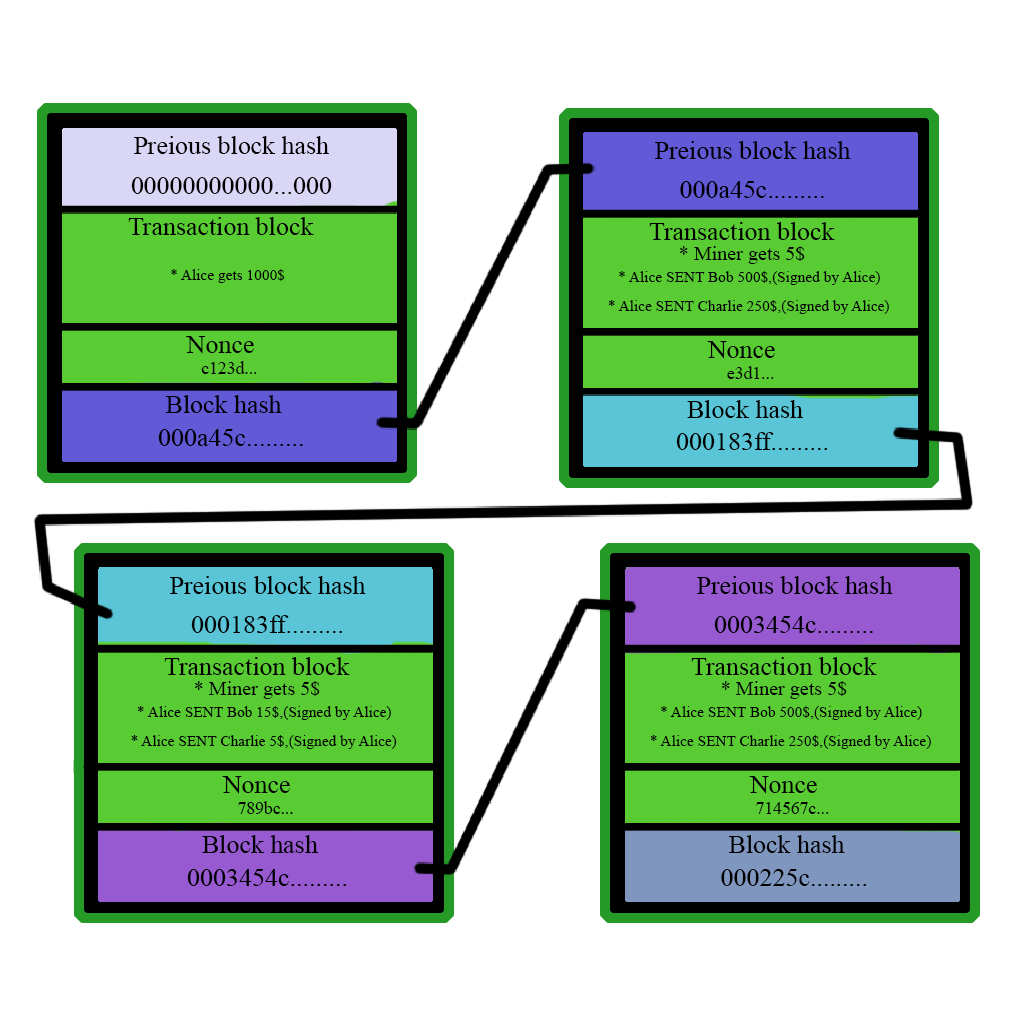 Preious block hash
00000000000...000
Transaction block
* Alice gets 1000$
Nonce
c123d...
Block hash
000a45c.........
Preious block hash
000a45c.........
Transaction block
* Miner gets 5$
* Alice SENT Bob 500$,(Signed by Alice)
* Alice SENT Charlie 250$,(Signed by Alice)
Nonce
e3d1...
Block hash
000183ff.........
Preious block hash
000183ff.........
Transaction block
* Miner gets 5$
* Alice SENT Bob 15$,(Signed by Alice)
* Alice SENT Charlie 5$,(Signed by Alice)
Nonce
789bc...
Block hash
0003454c.........
Preious block hash
0003454c.........
Transaction block
* Miner gets 5$
* Alice SENT Bob 500$,(Signed by Alice)
* Alice SENT Charlie 250$,(Signed by Alice)
Nonce
714567c...
Block hash
000225c.........